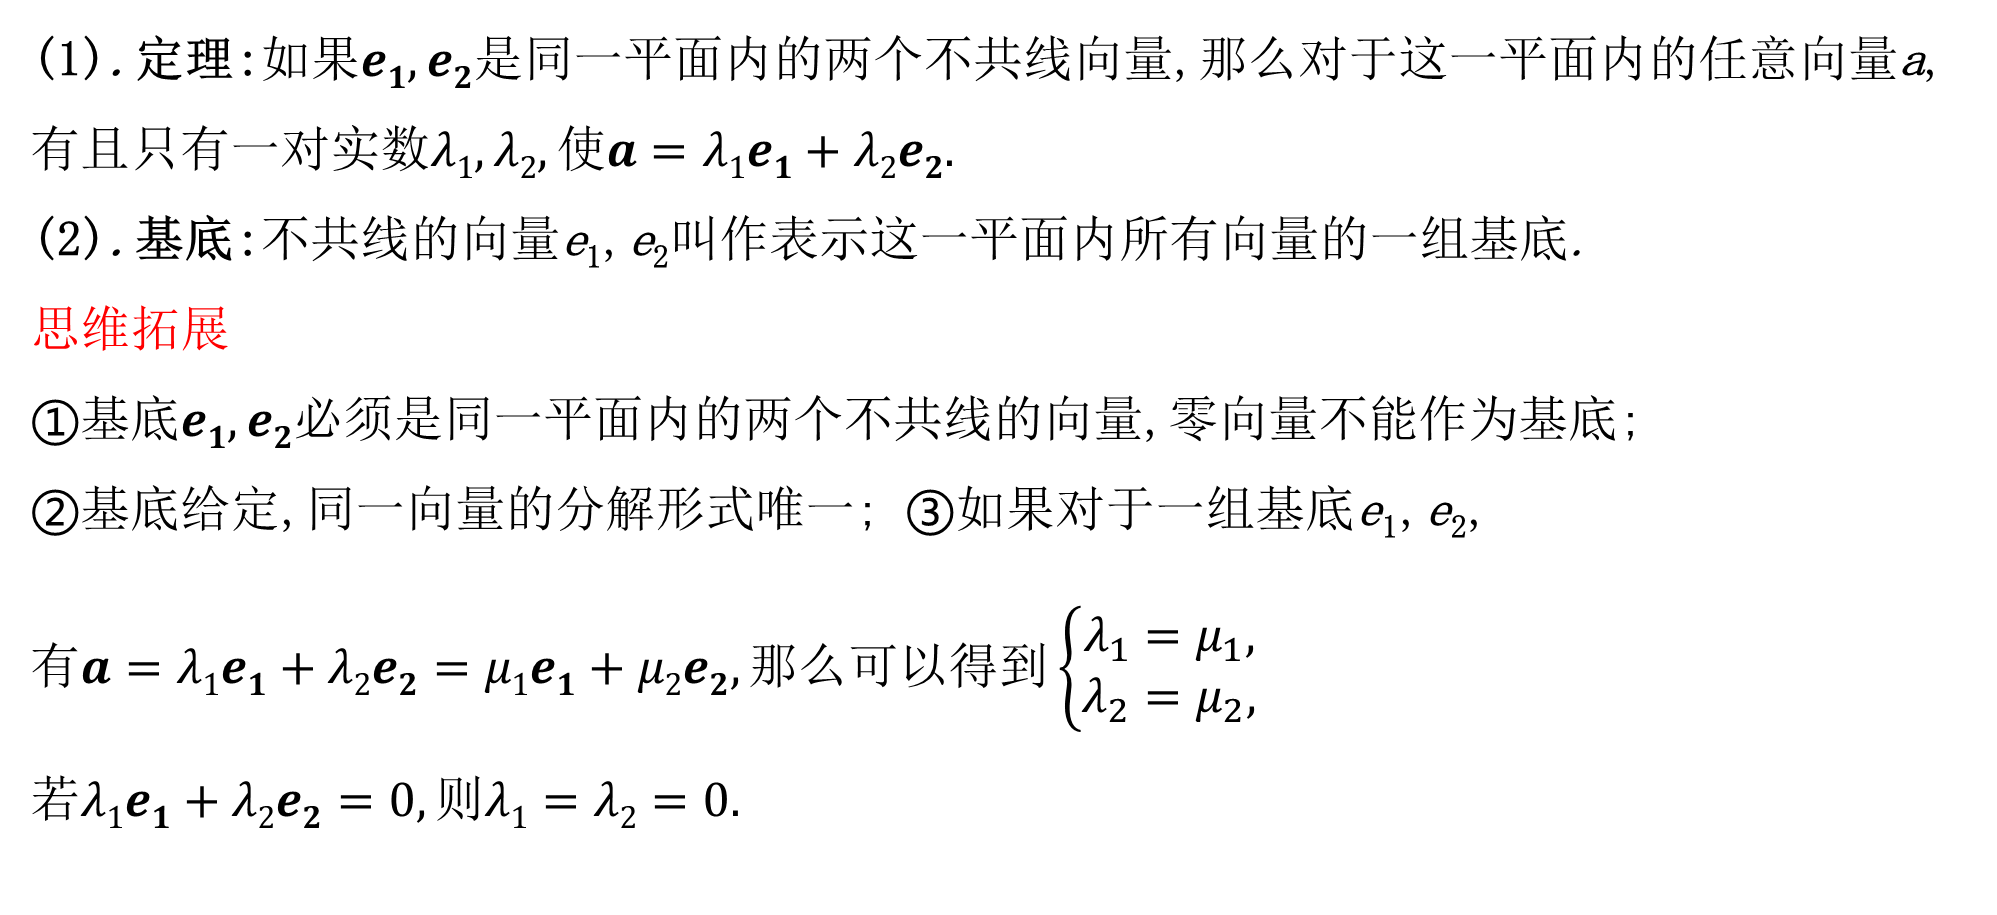 (1).定理:如果e₁,e₂是同一平面内的两个不共线向量,那么对于这一平面内的任意向量a,
有且只有一对实数λ₁,λ₂,使a = λ₁e₁ + λ₂e₂.
(2).基底:不共线的向量e₁, e₂叫作表示这一平面内所有向量的一组基底.
思维拓展
①基底e₁,e₂必须是同一平面内的两个不共线的向量,零向量不能作为基底;
②基底给定,同一向量的分解形式唯一; ③如果对于一组基底e₁, e₂,
有a = λ₁e₁ + λ₂e₂ = μ₁e₁ + μ₂e₂,那么可以得到{λ₁ = μ₁, λ₂ = μ₂,
若λ₁e₁ + λ₂e₂ = 0,则λ₁ = λ₂ = 0.